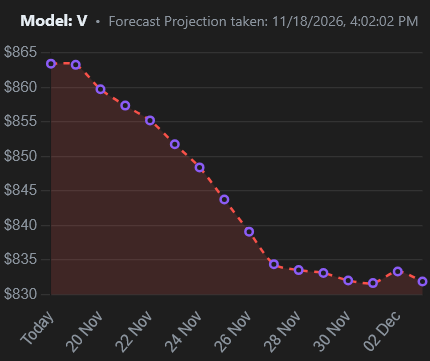 Model: V • Forecast Projection taken: 11/18/2026, 4:02:02 PM
$865
$860
$855
$850
$845
$840
$835
$830
Today
20 Nov
22 Nov
24 Nov
26 Nov
28 Nov
30 Nov
02 Dec